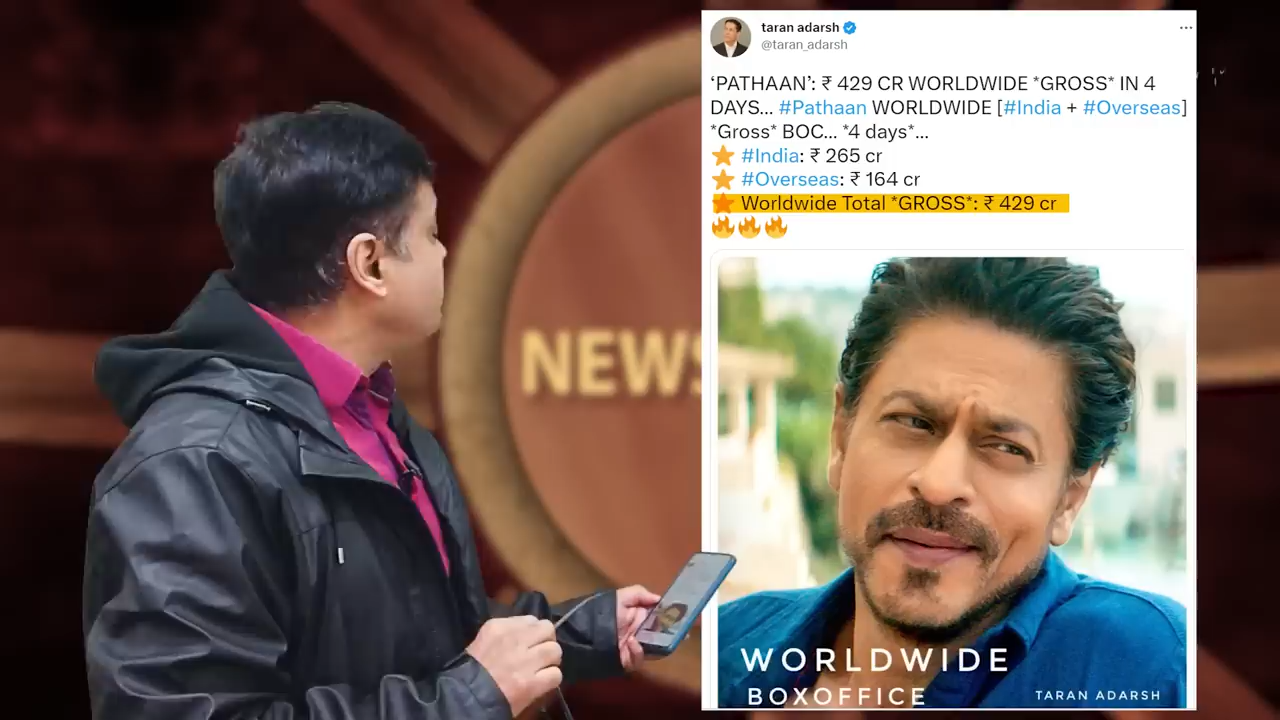 taran adarsh
@taran_adarsh
‘PATHAAN’: ₹ 429 CR WORLDWIDE *GROSS* IN 4
DAYS... #Pathaan WORLDWIDE [#India + #Overseas]
*Gross* BOC... *4 days*...
⭐ #India: ₹ 265 cr
⭐ #Overseas: ₹ 164 cr
⭐ Worldwide Total *GROSS*: ₹ 429 cr
🔥🔥🔥
NEWS
WORLDWIDE
BOXOFFICE
TARAN ADARSH